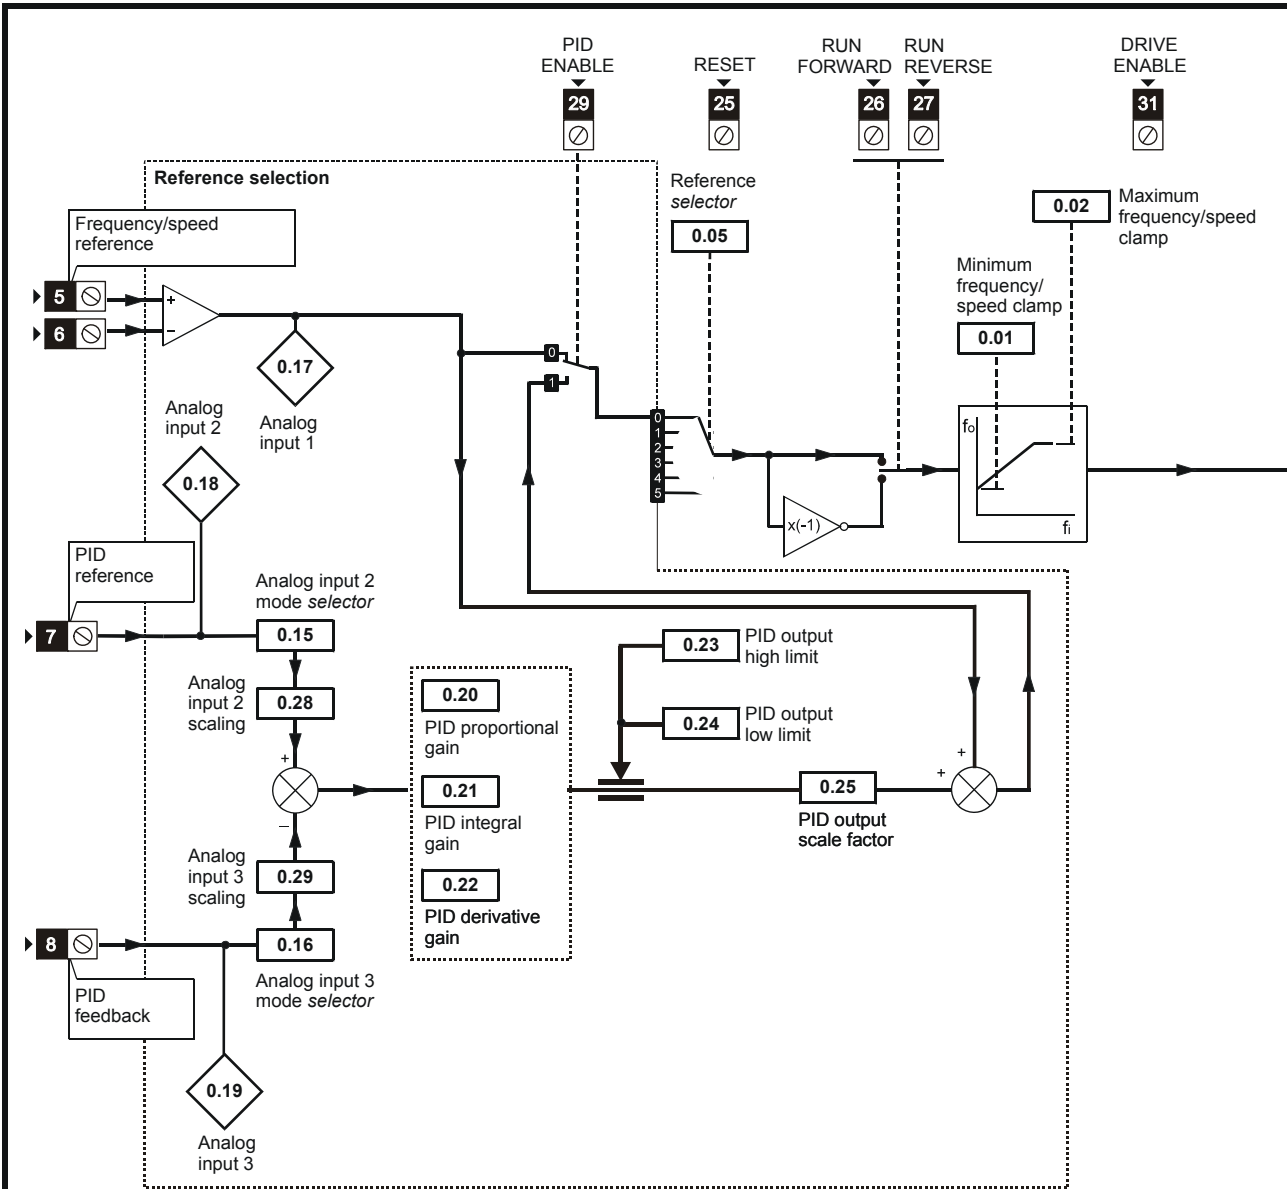 PID
ENABLE
29
RESET
25
RUN
FORWARD
26
RUN
REVERSE
27
DRIVE
ENABLE
31
Reference selection
Reference
selector
0.05
0.02
Maximum
frequency/speed
clamp
Frequency/speed
reference
5
6
+
−
0.17
Analog
input 1
0
1
Minimum
frequency/
speed clamp
0.01
Analog
input 2
0.18
0
1
2
3
4
5
x(-1)
fo
fi
PID
reference
7
Analog input 2
mode selector
0.15
Analog
input 2
scaling
0.28
+
−
0.20
PID proportional
gain
0.21
PID integral
gain
0.22
PID derivative
gain
0.23
PID output
high limit
0.24
PID output
low limit
0.25
PID output
scale factor
+
+
Analog
input 3
scaling
0.29
8
0.16
Analog input 3
mode selector
PID
feedback
0.19
Analog
input 3